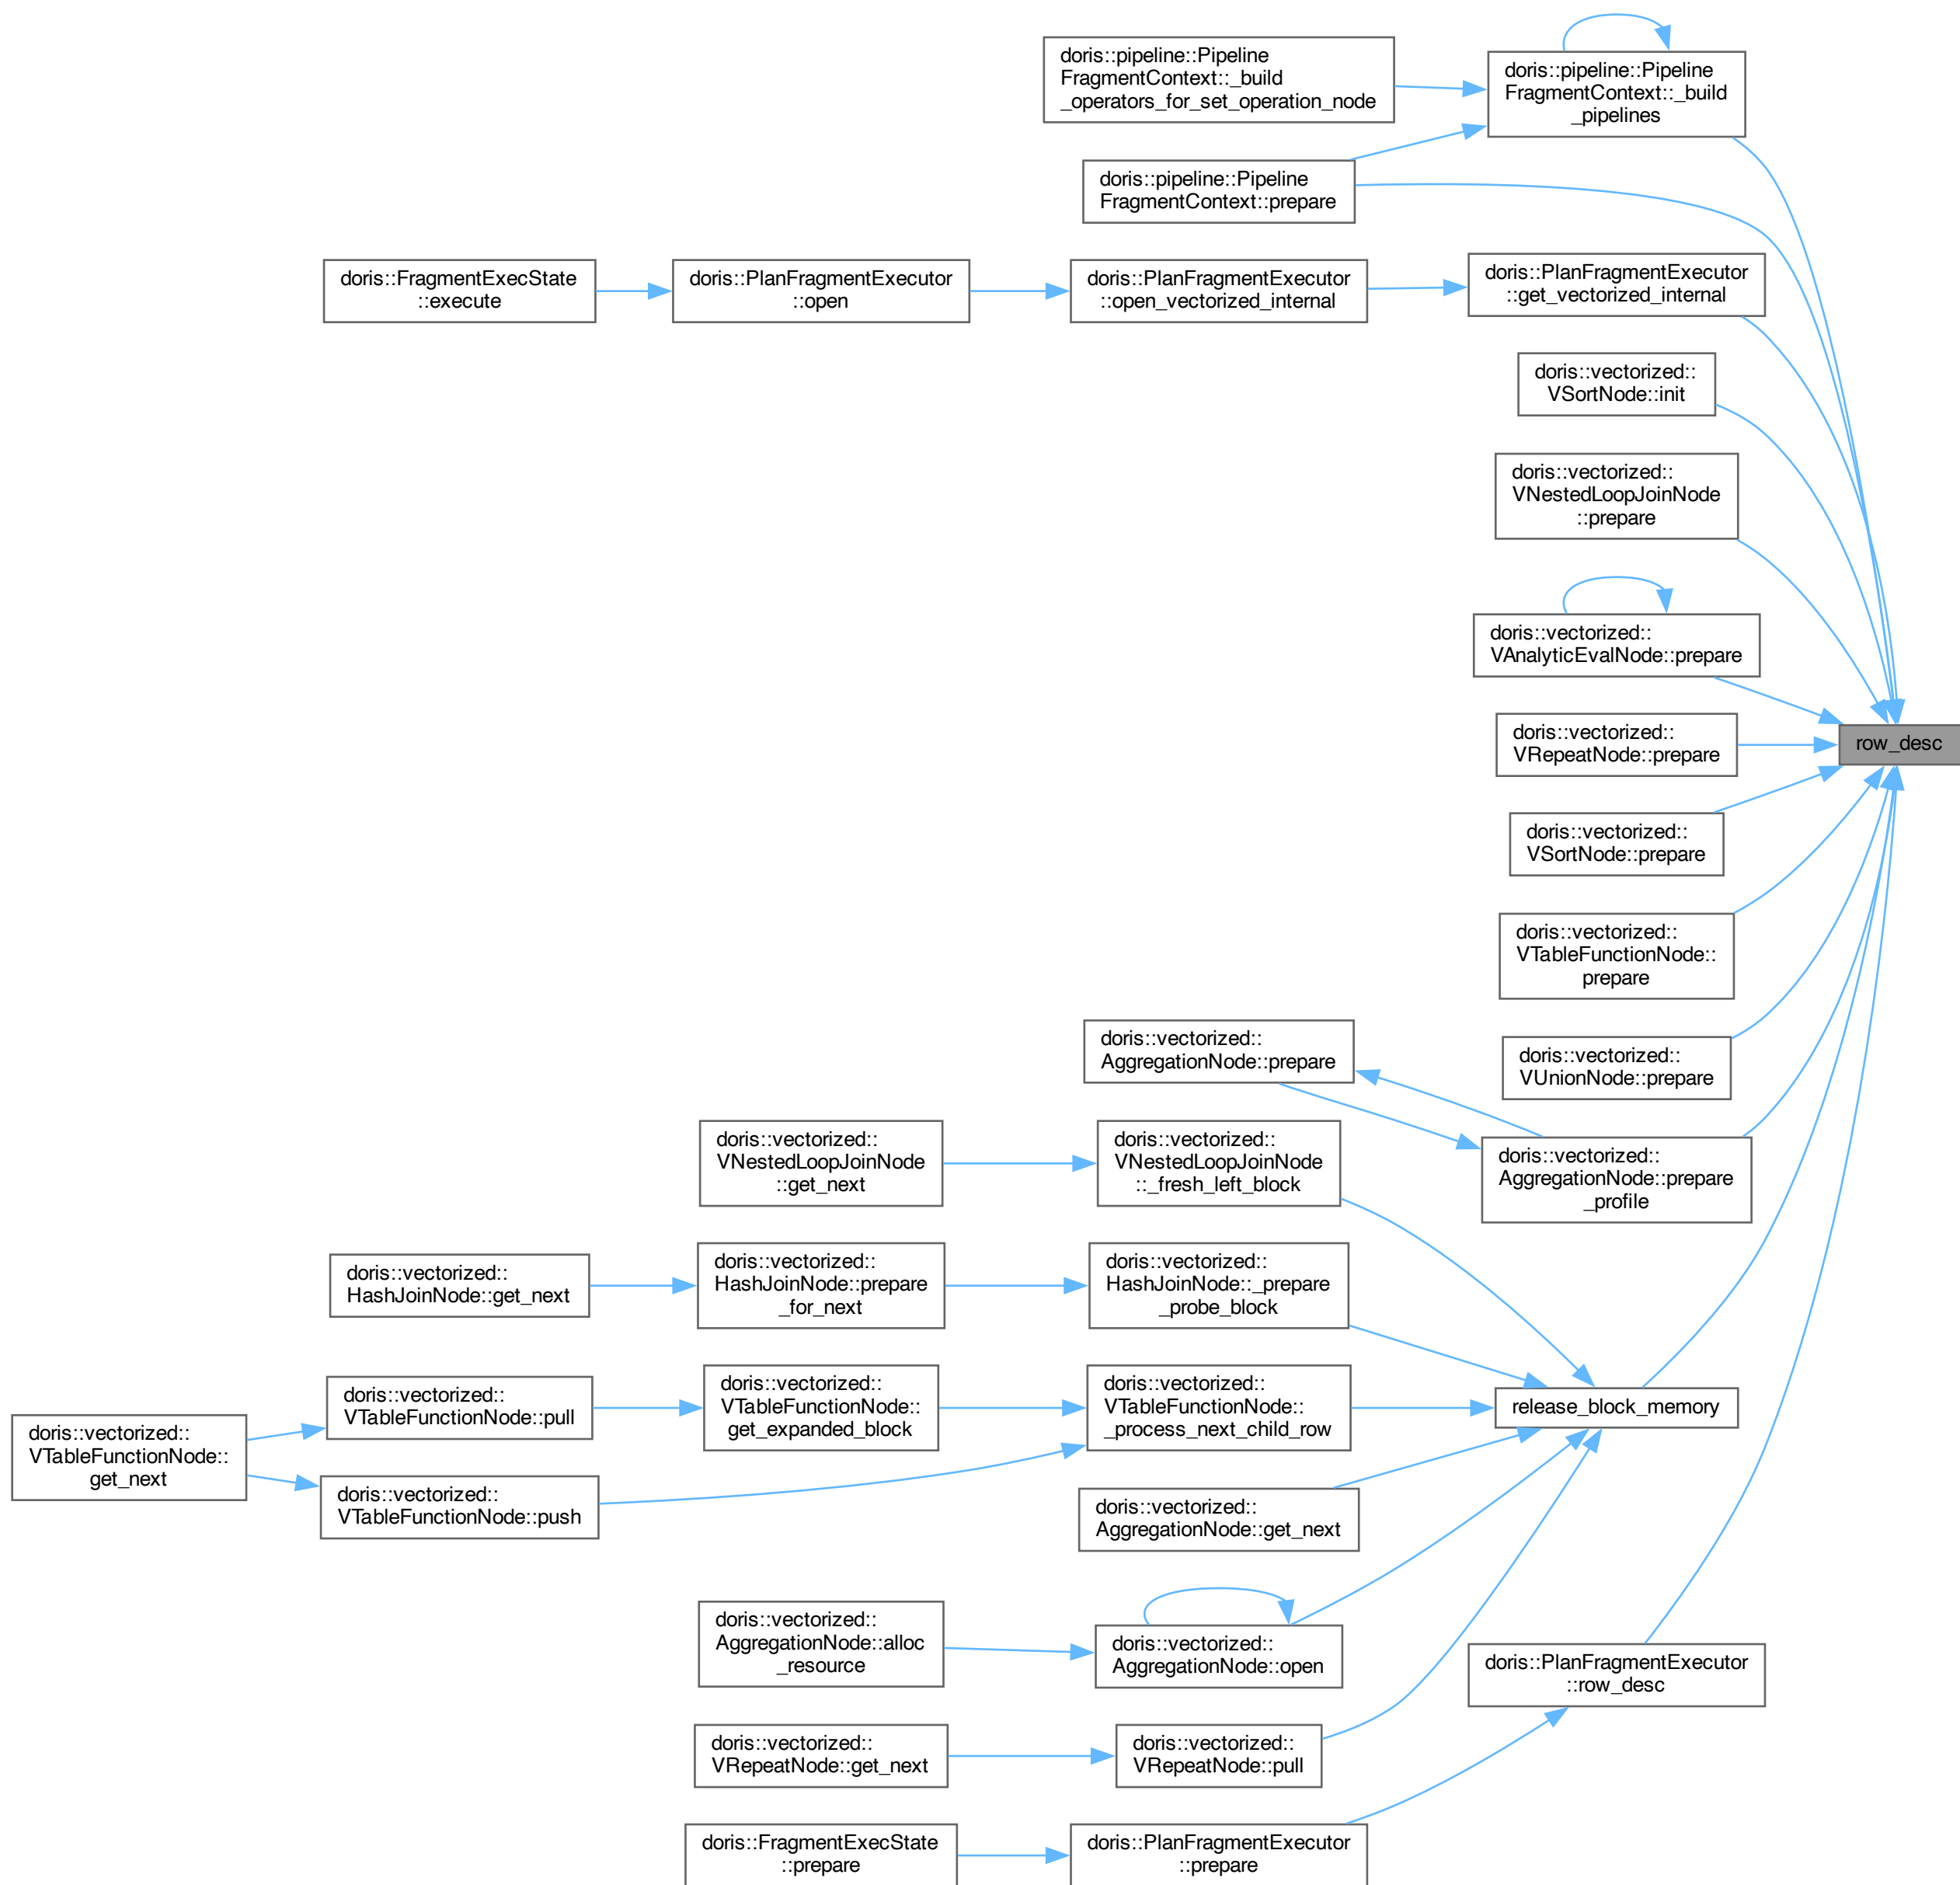 doris::pipeline::Pipeline
FragmentContext::_build
_operators_for_set_operation_node
doris::pipeline::Pipeline
FragmentContext::_build
_pipelines
doris::pipeline::Pipeline
FragmentContext::prepare
doris::FragmentExecState
::execute
doris::PlanFragmentExecutor
::open
doris::PlanFragmentExecutor
::open_vectorized_internal
doris::PlanFragmentExecutor
::get_vectorized_internal
doris::vectorized::
VSortNode::init
doris::vectorized::
VNestedLoopJoinNode
::prepare
doris::vectorized::
VAnalyticEvalNode::prepare
doris::vectorized::
VRepeatNode::prepare
row_desc
doris::vectorized::
VSortNode::prepare
doris::vectorized::
VTableFunctionNode::
prepare
doris::vectorized::
AggregationNode::prepare
doris::vectorized::
VUnionNode::prepare
doris::vectorized::
VNestedLoopJoinNode
::get_next
doris::vectorized::
VNestedLoopJoinNode
::_fresh_left_block
doris::vectorized::
AggregationNode::prepare
_profile
doris::vectorized::
HashJoinNode::get_next
doris::vectorized::
HashJoinNode::prepare
_for_next
doris::vectorized::
HashJoinNode::_prepare
_probe_block
doris::vectorized::
VTableFunctionNode::
get_next
doris::vectorized::
VTableFunctionNode::pull
doris::vectorized::
VTableFunctionNode::
get_expanded_block
doris::vectorized::
VTableFunctionNode::
_process_next_child_row
release_block_memory
doris::vectorized::
VTableFunctionNode::push
doris::vectorized::
AggregationNode::get_next
doris::vectorized::
AggregationNode::alloc
_resource
doris::vectorized::
AggregationNode::open
doris::PlanFragmentExecutor
::row_desc
doris::vectorized::
VRepeatNode::get_next
doris::vectorized::
VRepeatNode::pull
doris::FragmentExecState
::prepare
doris::PlanFragmentExecutor
::prepare